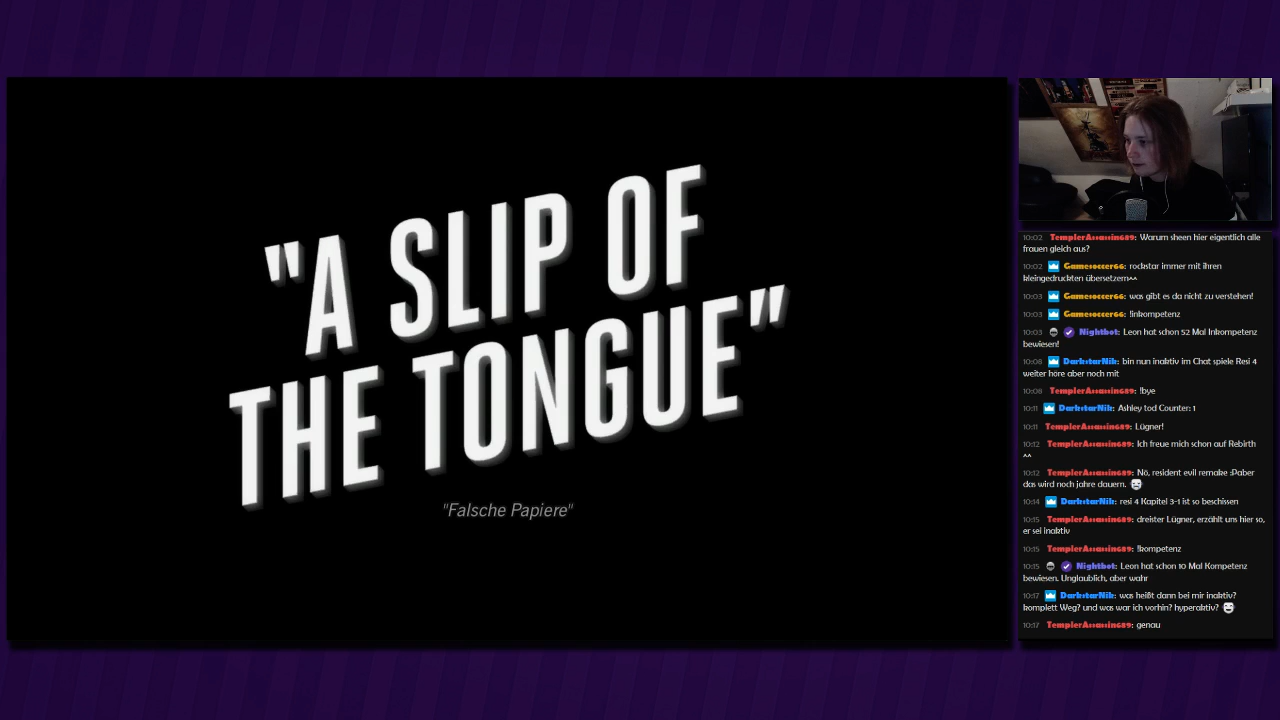 "A SLIP OF
THE TONGUE"
"Falsche Papiere"
10:02 TemplerAssassin689: Warum sheen hier eigentlich alle
frauen gleich aus?
10:02 Gamesoccer66: rockstar immer mit ihren
kleingedruckten übersetzern^^
10:03 Gamesoccer66: was gibt es da nicht zu verstehen!
10:03 Gamesoccer66: !inkompetenz
10:03 Nightbot: Leon hat schon 52 Mal Inkompetenz
bewiesen!
10:08 DarkstarNik: bin nun inaktiv im Chat spiele Resi 4
weiter höre aber noch mit
10:08 TemplerAssassin689: !bye
10:11 DarkstarNik: Ashley tod Counter: 1
10:11 TemplerAssassin689: Lügner!
10:12 TemplerAssassin689: Ich freue mich schon auf Rebirth
^^
10:12 TemplerAssassin689: Nö, resident evil remake :Daber
das wird noch jahre dauern.
10:14 DarkstarNik: resi 4 Kapitel 3-1 ist so beschissen
10:15 TemplerAssassin689: dreister Lügner, erzählt uns hier so,
er sei inaktiv
10:15 TemplerAssassin689: !kompetenz
10:15 Nightbot: Leon hat schon 10 Mal Kompetenz
bewiesen. Unglaublich, aber wahr
10:17 DarkstarNik: was heißt dann bei mir inaktiv?
komplett Weg? und was war ich vorhin? hyperaktiv?
10:17 TemplerAssassin689: genau